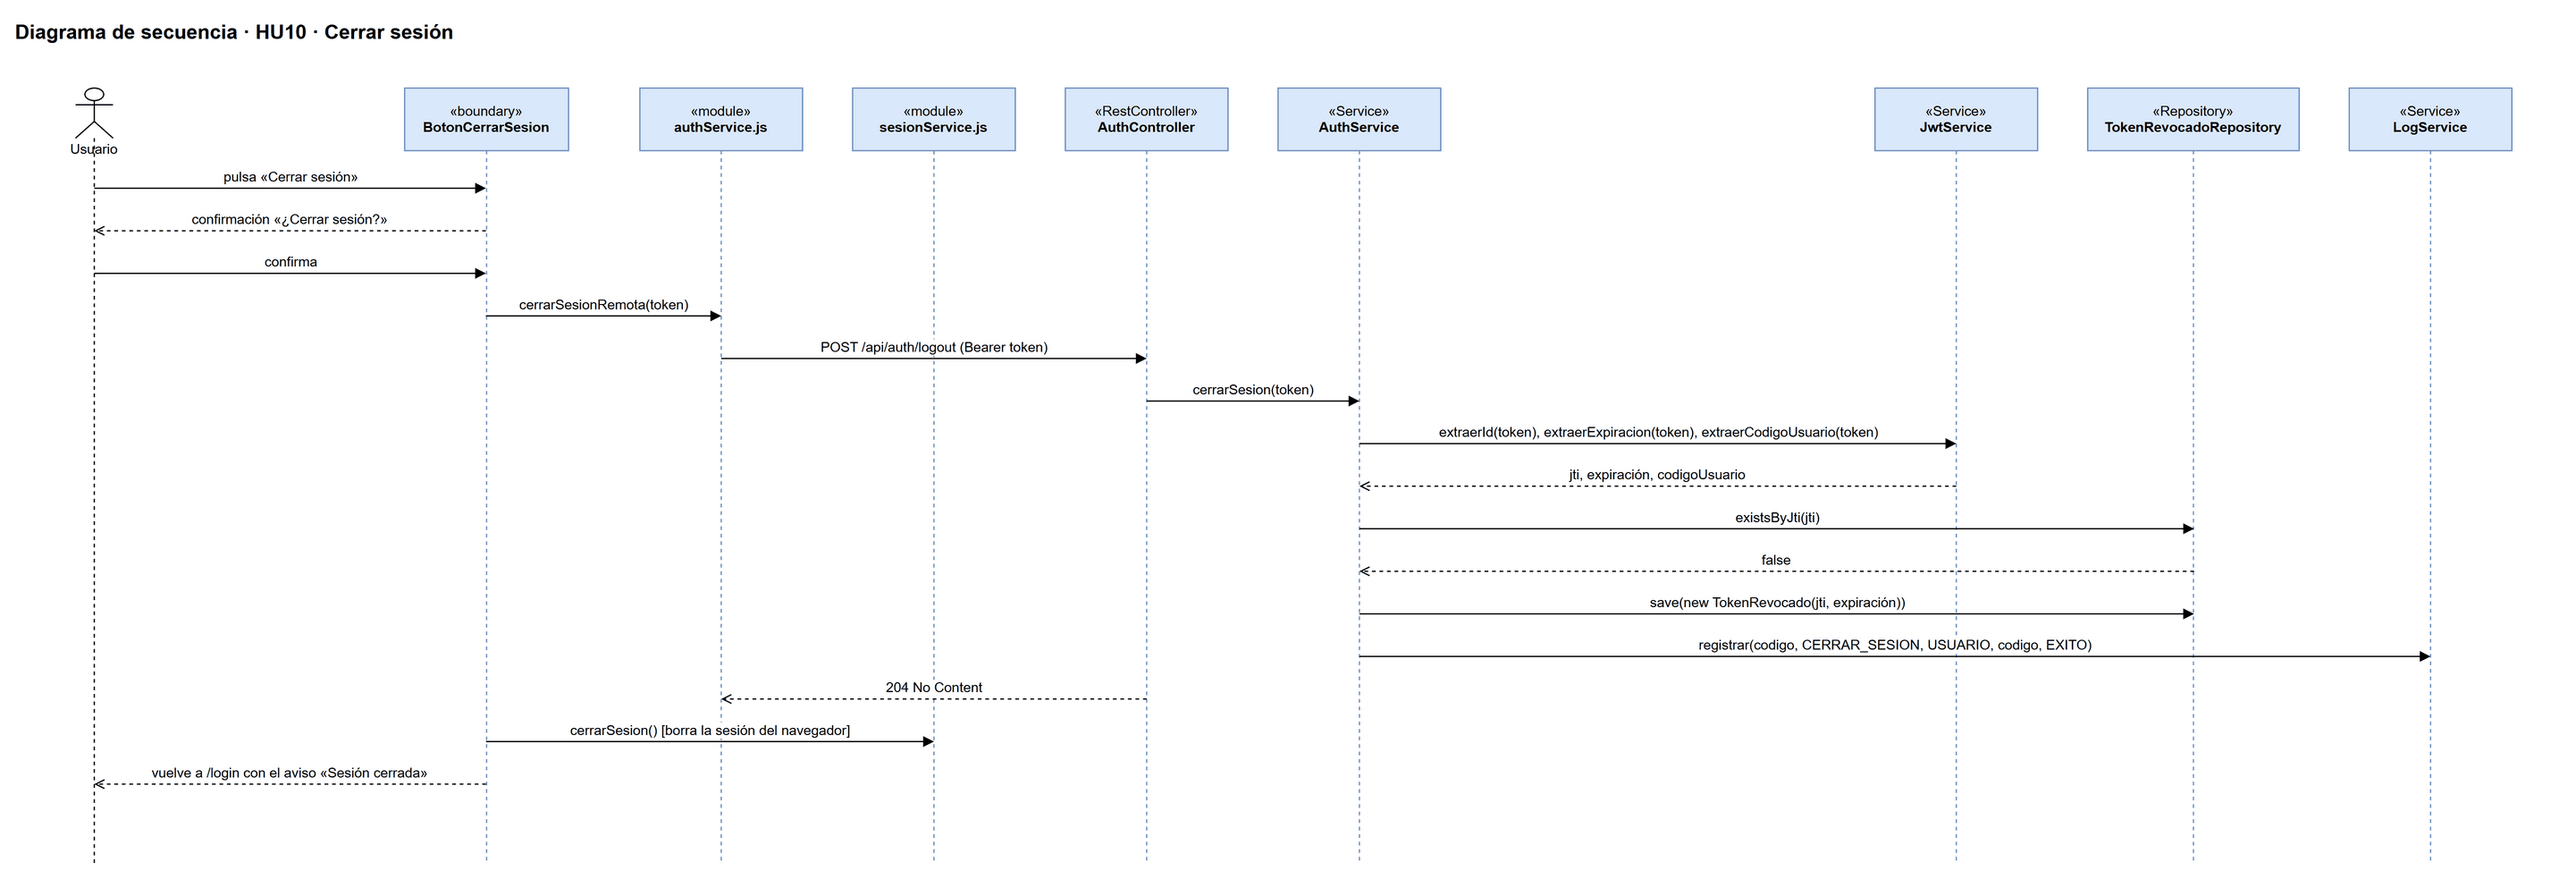 Diagrama de secuencia · HU10 · Cerrar sesión
Usuario
«boundary»
BotonCerrarSesion
«module»
authService.js
«module»
sesionService.js
«RestController»
AuthController
«Service»
AuthService
«Service»
JwtService
«Repository»
TokenRevocadoRepository
«Service»
LogService
pulsa «Cerrar sesión»
confirmación «¿Cerrar sesión?»
confirma
cerrarSesionRemota(token)
POST /api/auth/logout (Bearer token)
cerrarSesion(token)
extraerId(token), extraerExpiracion(token), extraerCodigoUsuario(token)
jti, expiración, codigoUsuario
existsByJti(jti)
false
save(new TokenRevocado(jti, expiración))
registrar(codigo, CERRAR_SESION, USUARIO, codigo, EXITO)
204 No Content
cerrarSesion() [borra la sesión del navegador]
vuelve a /login con el aviso «Sesión cerrada»